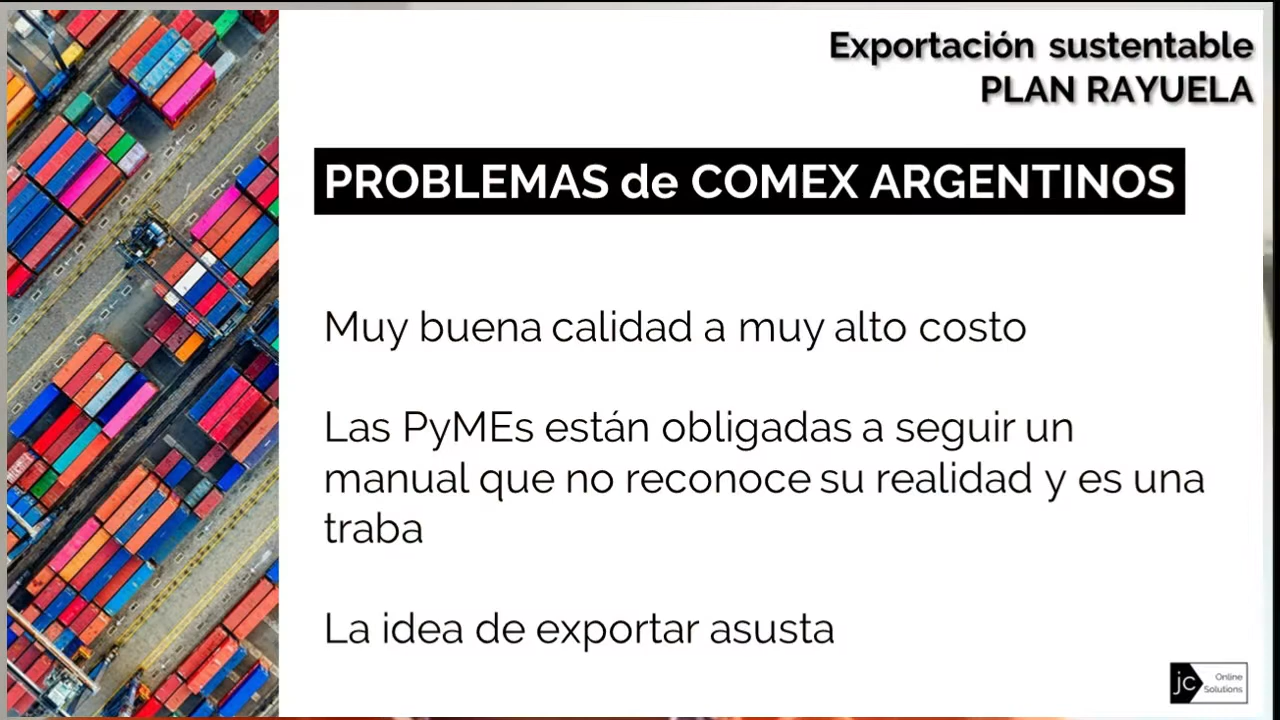 Exportación sustentable
PLAN RAYUELA
PROBLEMAS de COMEX ARGENTINOS
Muy buena calidad a muy alto costo
Las PyMEs están obligadas a seguir un
manual que no reconoce su realidad y es una
traba
La idea de exportar asusta
jc
Online
Solutions